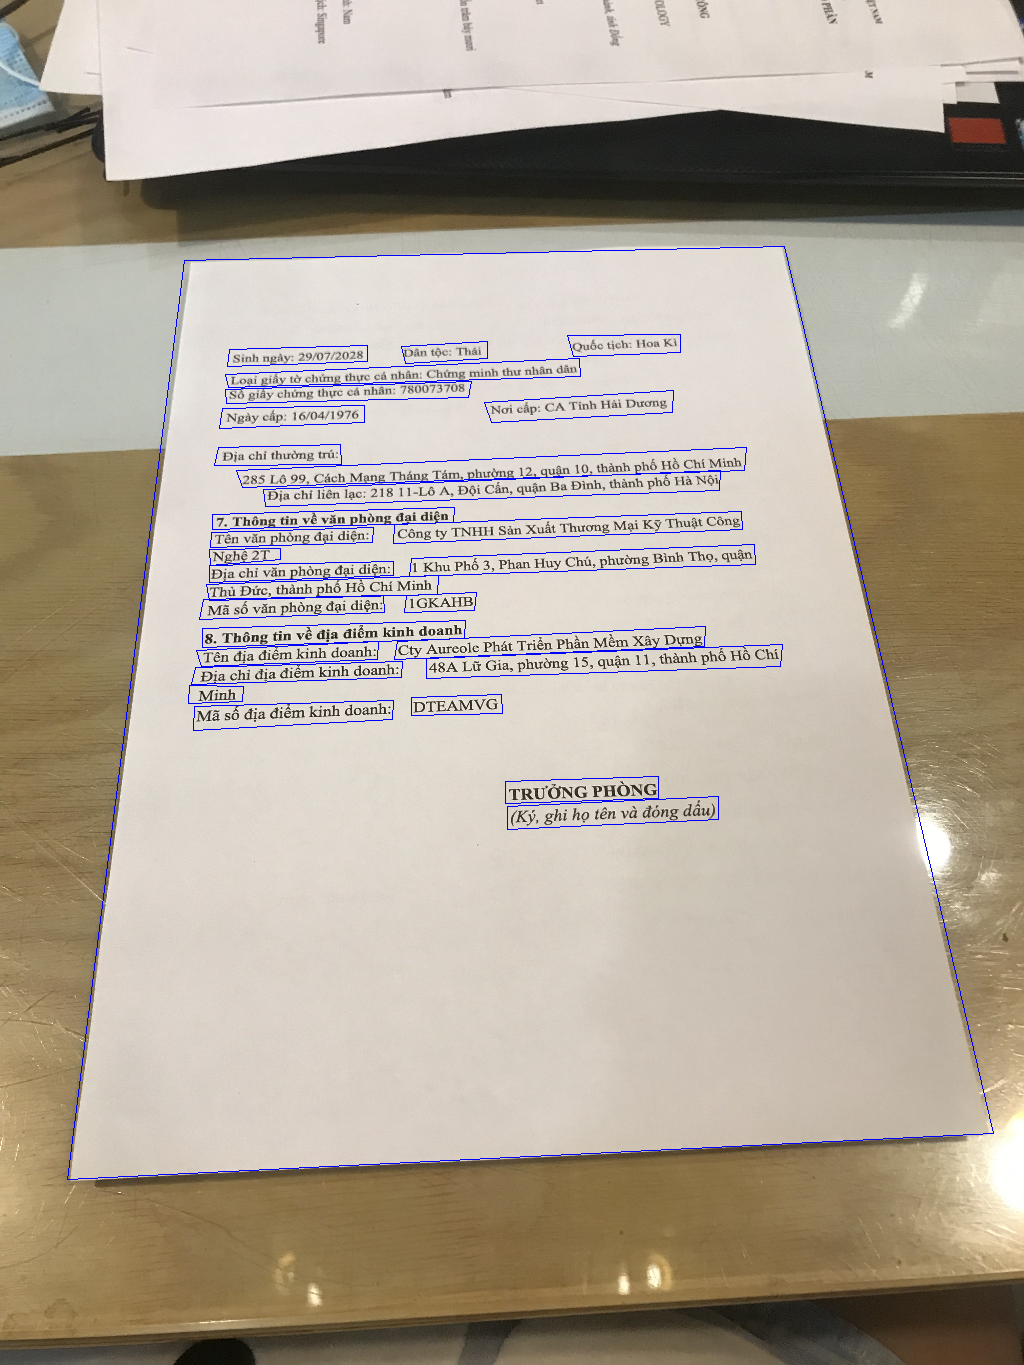 h: Nam
ịch: Singapore
Sinh ngày: 29/07/2028 Dân tộc: Thái Quốc tịch: Hoa Kì
Loại giấy tờ chứng thực cá nhân: Chứng minh thư nhân dân
Số giấy chứng thực cá nhân: 780073708
Ngày cấp: 16/04/1976 Nơi cấp: CA Tỉnh Hải Dương
Địa chỉ thường trú:
285 Lô 99, Cách Mạng Tháng Tám, phường 12, quận 10, thành phố Hồ Chí Minh
Địa chỉ liên lạc: 218 11-Lô A, Đội Cấn, quận Ba Đình, thành phố Hà Nội
7. Thông tin về văn phòng đại diện
Tên văn phòng đại diện: Công ty TNHH Sản Xuất Thương Mại Kỹ Thuật Công
Nghệ 2T
Địa chỉ văn phòng đại diện: 1 Khu Phố 3, Phan Huy Chú, phường Bình Thọ, quận
Thủ Đức, thành phố Hồ Chí Minh
Mã số văn phòng đại diện: 1GKAHB
8. Thông tin về địa điểm kinh doanh
Tên địa điểm kinh doanh: Cty Aureole Phát Triển Phần Mềm Xây Dựng
Địa chỉ địa điểm kinh doanh: 48A Lữ Gia, phường 15, quận 11, thành phố Hồ Chí
Minh
Mã số địa điểm kinh doanh: DTEAMVG
TRƯỞNG PHÒNG
(Ký, ghi họ tên và đóng dấu)